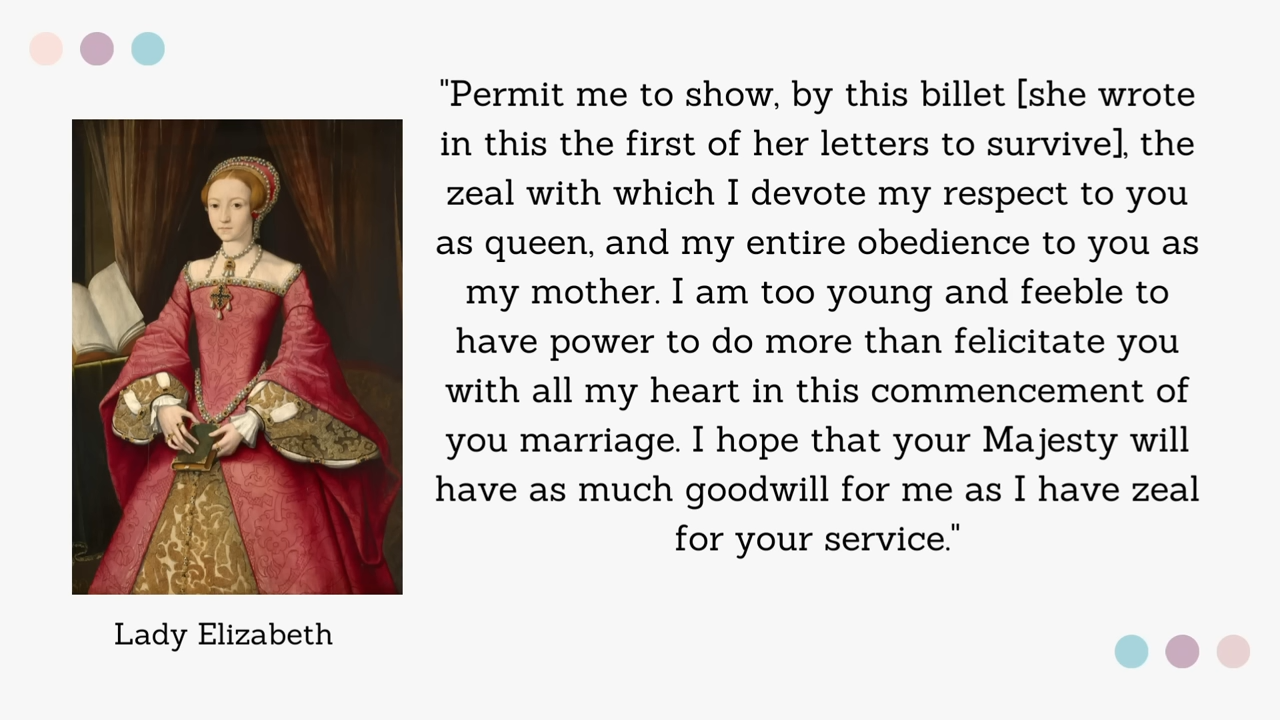 "Permit me to show, by this billet [she wrote
in this the first of her letters to survive], the
zeal with which I devote my respect to you
as queen, and my entire obedience to you as
my mother. I am too young and feeble to
have power to do more than felicitate you
with all my heart in this commencement of
you marriage. I hope that your Majesty will
have as much goodwill for me as I have zeal
for your service."
Lady Elizabeth